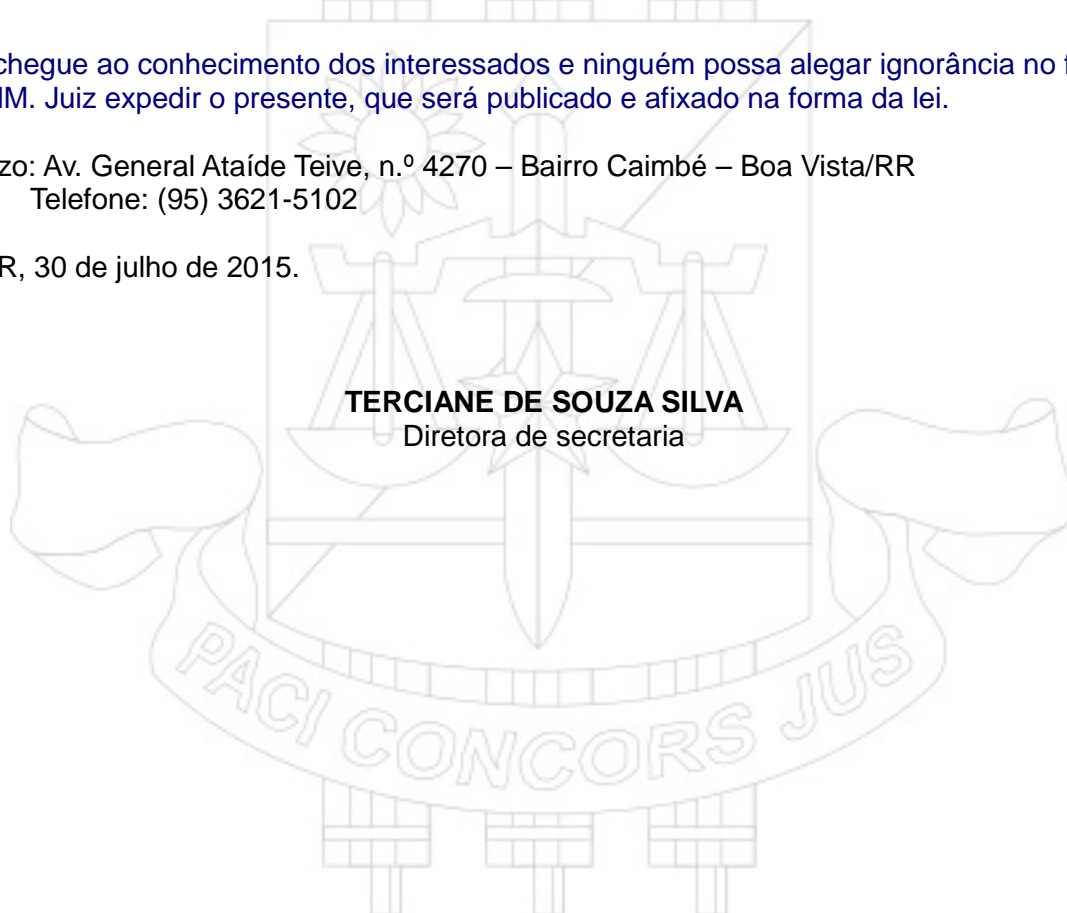 chegue ao conhecimento dos interessados e ninguém possa alegar ignorância no
IM. Juiz expedir o presente, que será publicado e afixado na forma da lei.
zo: Av. General Ataíde Teive, n.º 4270 – Bairro Caimbé – Boa Vista/RR
Telefone: (95) 3621-5102
R, 30 de julho de 2015.
TERCIANE DE SOUZA SILVA
Diretora de secretaria
PACI CONCORS JUS